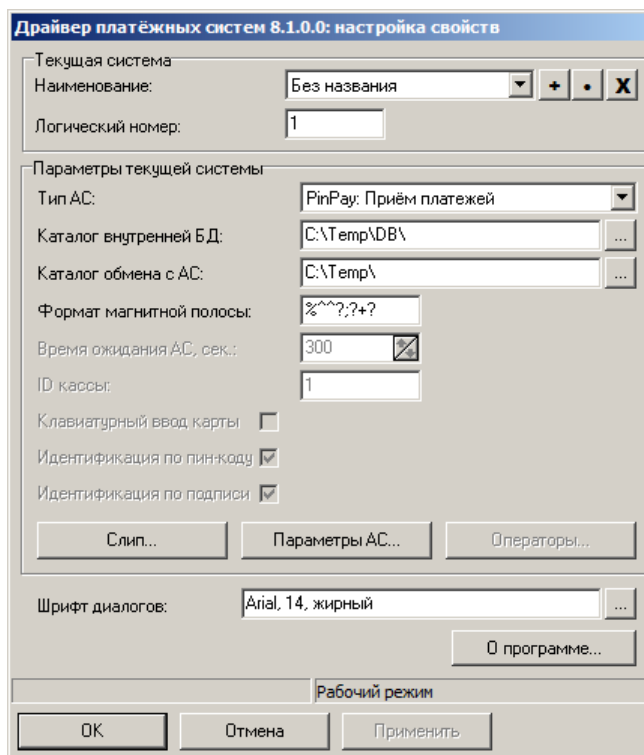 Драйвер платёжных систем 8.1.0.0: настройка свойств
Текущая система
Наименование: Без названия + • X
Логический номер: 1
Параметры текущей системы
Тип АС: PinPay: Приём платежей
Каталог внутренней БД: C:\Temp\DB\ ...
Каталог обмена с АС: C:\Temp\ ...
Формат магнитной полосы: %^^?;?+?
Время ожидания АС, сек.: 300
ID кассы: 1
Клавиатурный ввод карты
Идентификация по пин-коду
Идентификация по подписи
Слип... Параметры АС... Операторы...
Шрифт диалогов: Arial, 14, жирный ...
О программе...
Рабочий режим
OK Отмена Применить